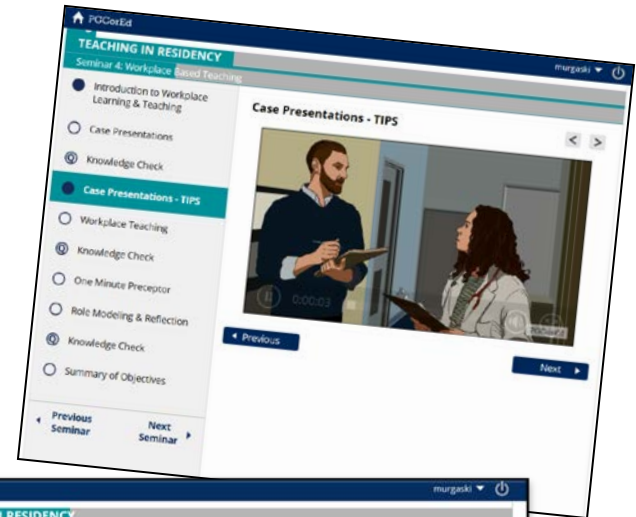 PGCorEd
murgaski
TEACHING IN RESIDENCY
Seminar 4: Workplace Based Teaching
Introduction to Workplace
Learning & Teaching
Case Presentations
Q Knowledge Check
Case Presentations - TIPS
Workplace Teaching
Q Knowledge Check
One Minute Preceptor
Role Modeling & Reflection
Q Knowledge Check
Summary of Objectives
Previous
Seminar
Next
Seminar
Case Presentations - TIPS
< >
0:00:03
PGCorEd
Previous
Next
murgaski
RESIDENCY